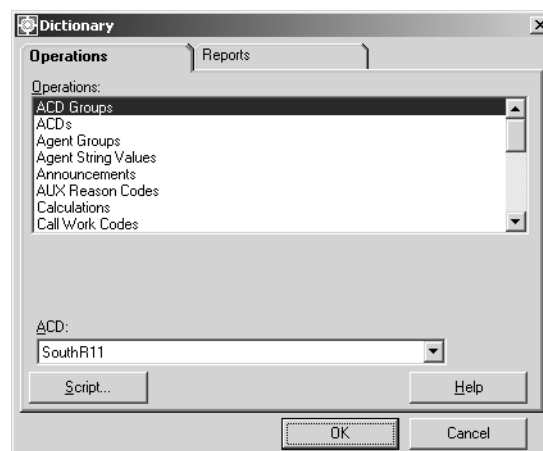 Dictionary
Operations Reports
Operations:
ACD Groups
ACDs
Agent Groups
Agent String Values
Announcements
AUX Reason Codes
Calculations
Call Work Codes
ACD:
SouthR11
Script... Help
OK Cancel